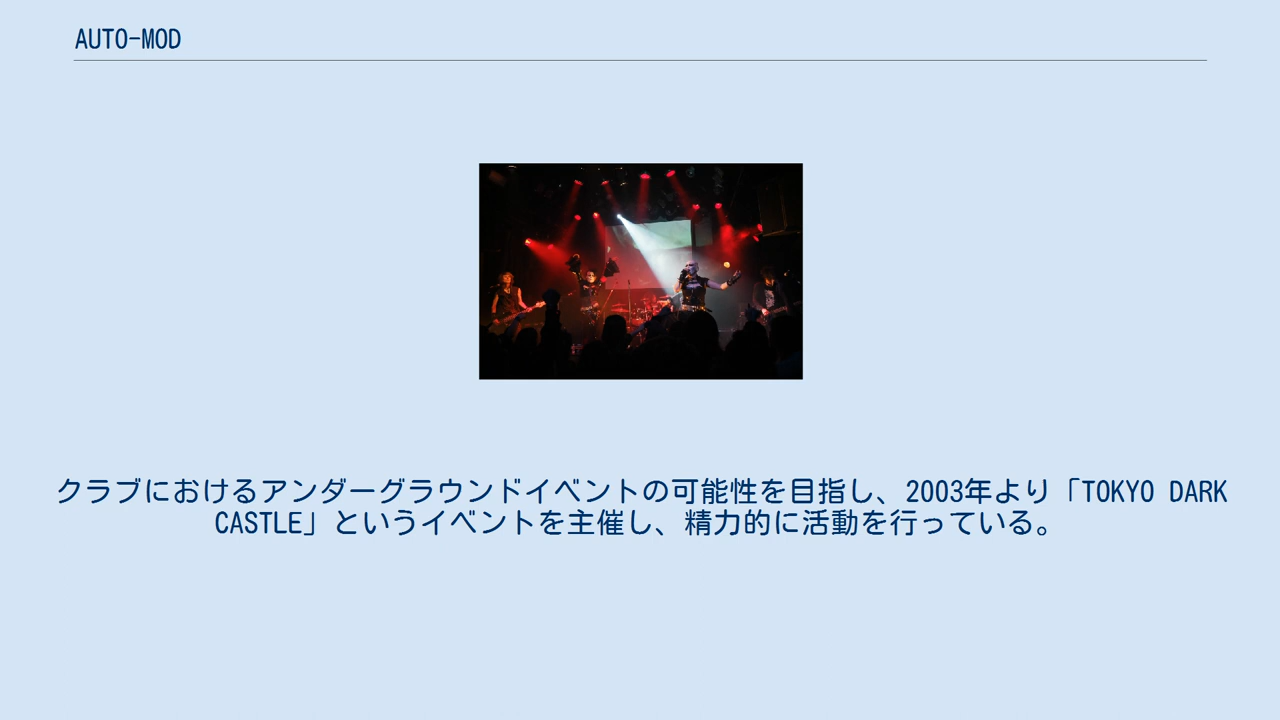 AUTO-MOD
クラブにおけるアンダーグラウンドイベントの可能性を目指し、2003年より「TOKYO DARK
CASTLE」というイベントを主催し、精力的に活動を行っている。